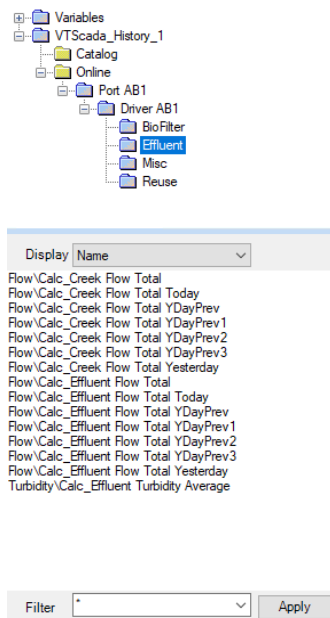 Variables
VTScada_History_1
Catalog
Online
Port AB1
Driver AB1
BioFilter
Effluent
Misc
Reuse
Display Name
Flow\Calc_Creek Flow Total
Flow\Calc_Creek Flow Total Today
Flow\Calc_Creek Flow Total YDayPrev
Flow\Calc_Creek Flow Total YDayPrev1
Flow\Calc_Creek Flow Total YDayPrev2
Flow\Calc_Creek Flow Total YDayPrev3
Flow\Calc_Creek Flow Total Yesterday
Flow\Calc_Effluent Flow Total
Flow\Calc_Effluent Flow Total Today
Flow\Calc_Effluent Flow Total YDayPrev
Flow\Calc_Effluent Flow Total YDayPrev1
Flow\Calc_Effluent Flow Total YDayPrev2
Flow\Calc_Effluent Flow Total YDayPrev3
Flow\Calc_Effluent Flow Total Yesterday
Turbidity\Calc_Effluent Turbidity Average
Filter * Apply